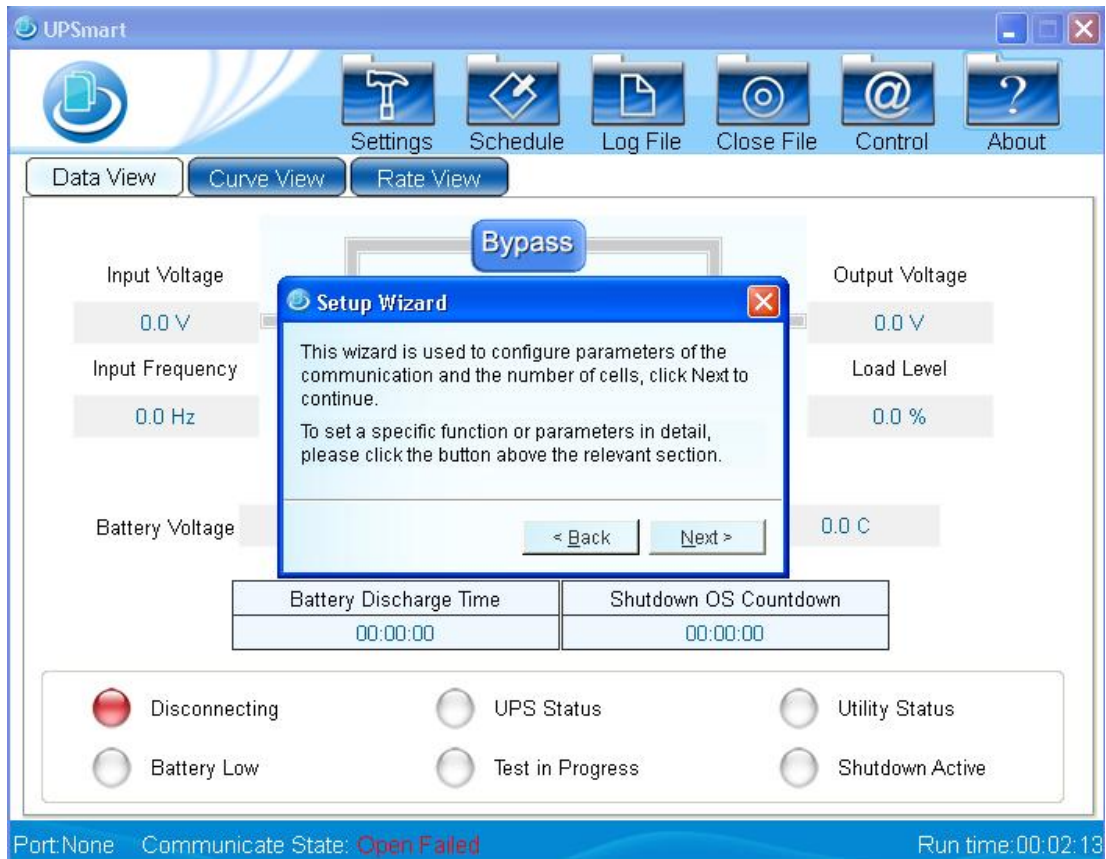 UPSmart
Settings Schedule Log File Close File Control About
Data View Curve View Rate View
Bypass
Input Voltage
Output Voltage
0.0 V
0.0 V
Input Frequency
Load Level
0.0 Hz
0.0 %
Setup Wizard
This wizard is used to configure parameters of the
communication and the number of cells, click Next to
continue.
To set a specific function or parameters in detail,
please click the button above the relevant section.
< Back Next >
Battery Voltage
0.0 C
Battery Discharge Time Shutdown OS Countdown
00:00:00 00:00:00
Disconnecting UPS Status Utility Status
Battery Low Test in Progress Shutdown Active
Port:None Communicate State: Open Failed Run time:00:02:13